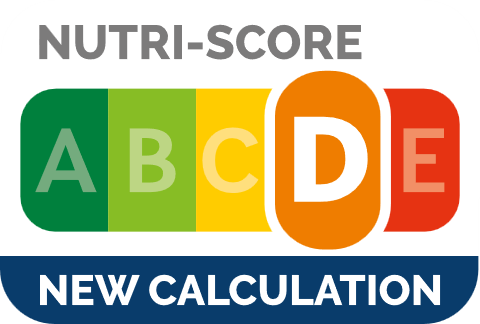 NUTRI-SCORE
A B C D E
NEW CALCULATION